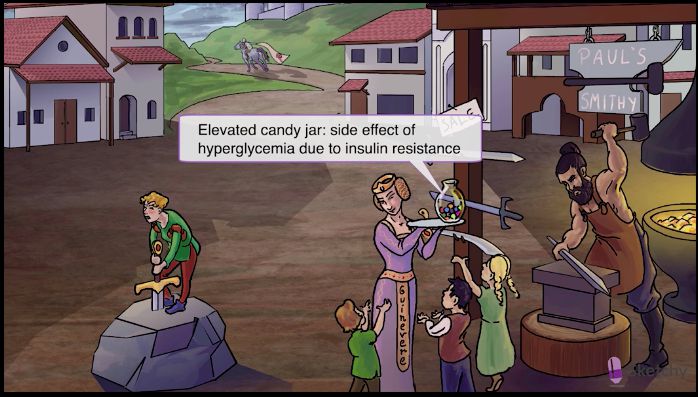 PAUL'S
SMITHY
SALE
Elevated candy jar: side effect of
hyperglycemia due to insulin resistance
Guinevere
sketchy